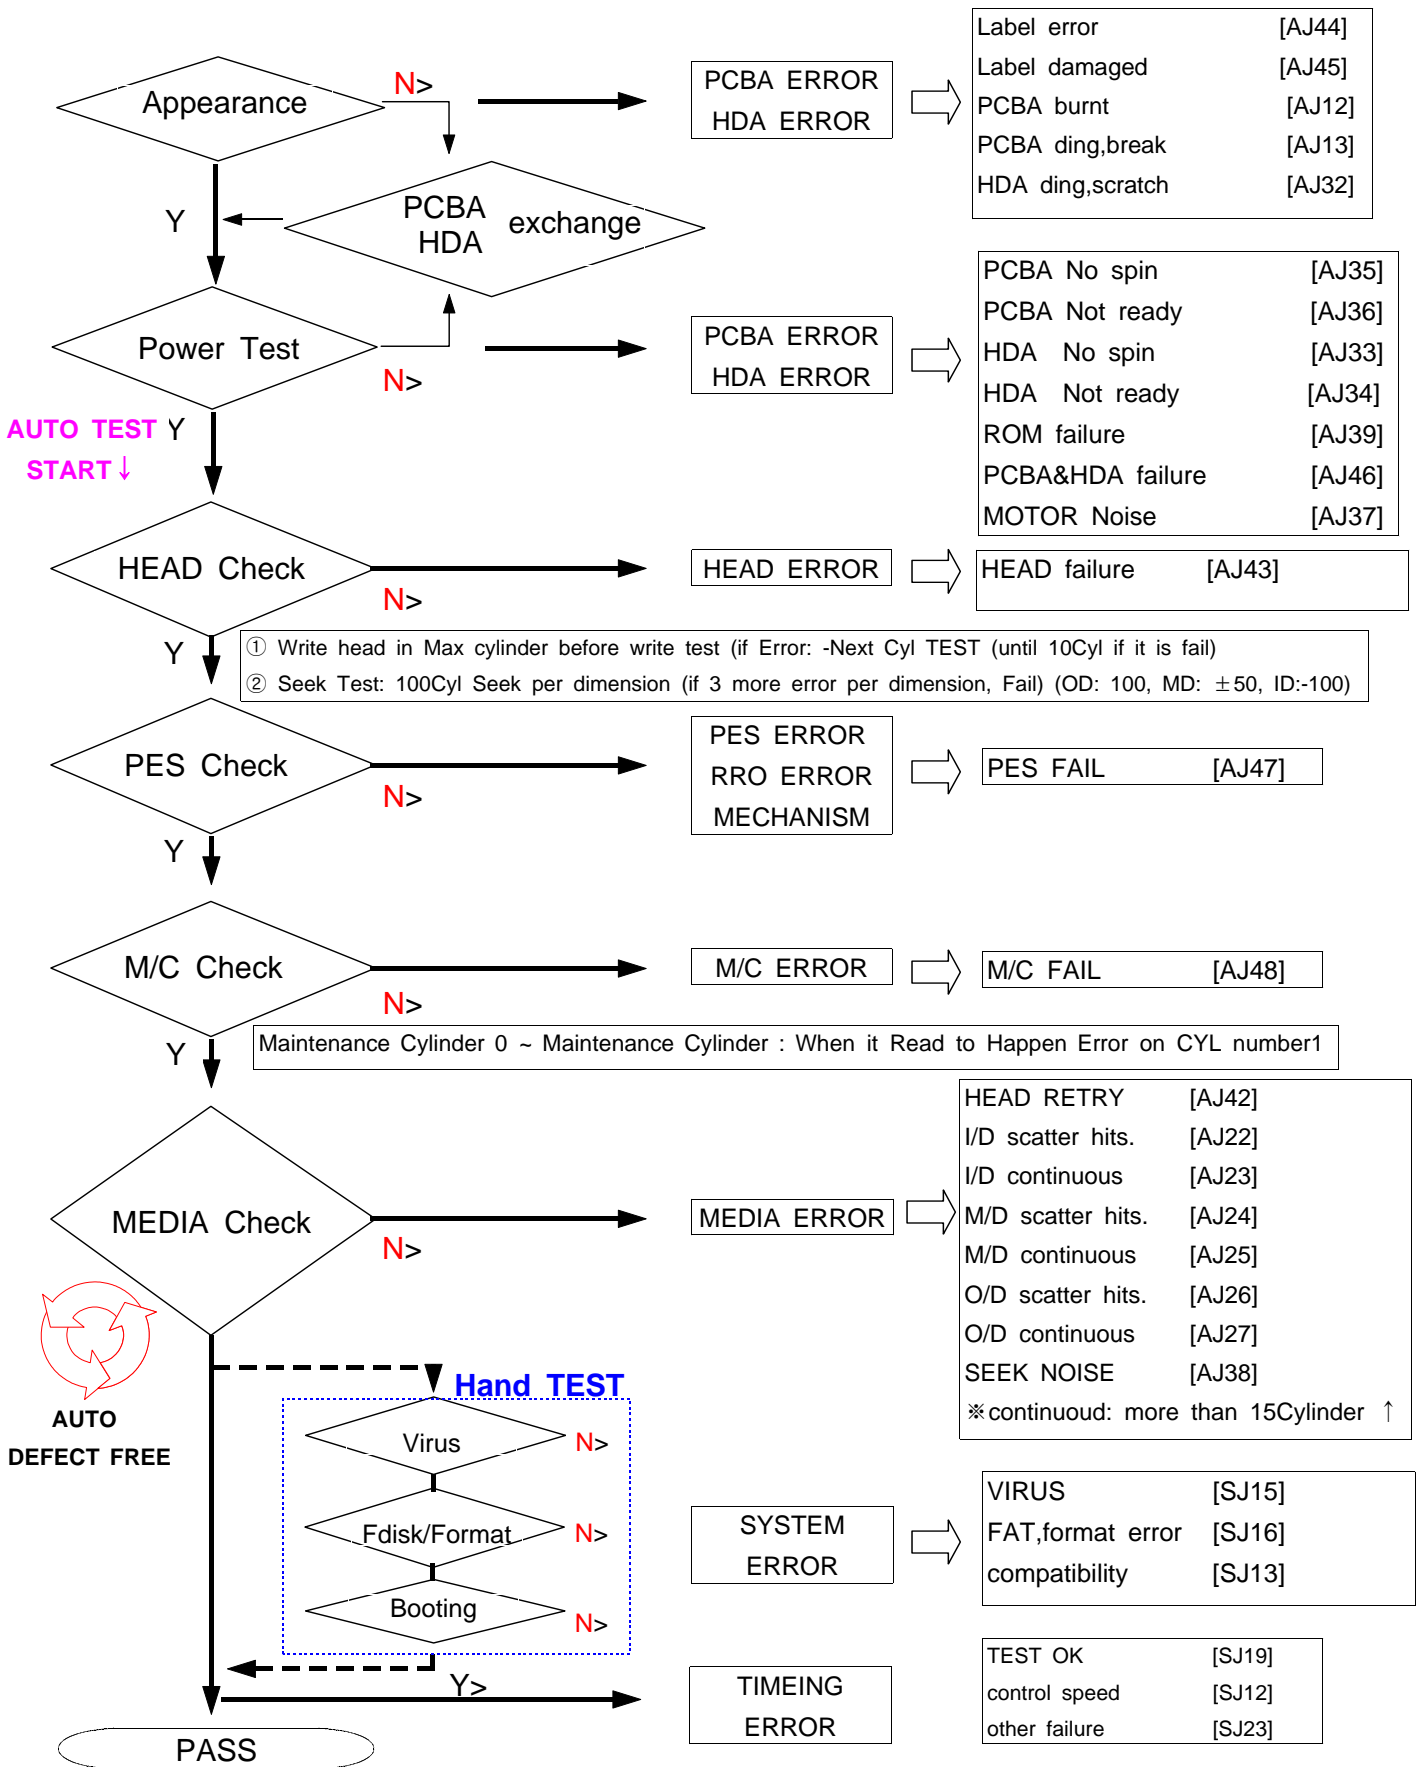 Label error [AJ44]
Label damaged [AJ45]
PCBA burnt [AJ12]
PCBA ding,break [AJ13]
HDA ding,scratch [AJ32]
Appearance
N>
PCBA ERROR
HDA ERROR
Y
PCBA
HDA
exchange
Power Test
N>
PCBA ERROR
HDA ERROR
PCBA No spin [AJ35]
PCBA Not ready [AJ36]
HDA No spin [AJ33]
HDA Not ready [AJ34]
ROM failure [AJ39]
PCBA&HDA failure [AJ46]
MOTOR Noise [AJ37]
AUTO TEST
START↓
Y
HEAD Check
N>
HEAD ERROR
HEAD failure [AJ43]
Y
① Write head in Max cylinder before write test (if Error: -Next Cyl TEST (until 10Cyl if it is fail)
② Seek Test: 100Cyl Seek per dimension (if 3 more error per dimension, Fail) (OD: 100, MD: ±50, ID:-100)
PES Check
N>
PES ERROR
RRO ERROR
MECHANISM
PES FAIL [AJ47]
Y
M/C Check
N>
M/C ERROR
M/C FAIL [AJ48]
Y
Maintenance Cylinder 0 ~ Maintenance Cylinder : When it Read to Happen Error on CYL number1
MEDIA Check
N>
MEDIA ERROR
HEAD RETRY [AJ42]
I/D scatter hits. [AJ22]
I/D continuous [AJ23]
M/D scatter hits. [AJ24]
M/D continuous [AJ25]
O/D scatter hits. [AJ26]
O/D continuous [AJ27]
SEEK NOISE [AJ38]
※continuoud: more than 15Cylinder ↑
AUTO
DEFECT FREE
Hand TEST
Virus
N>
Fdisk/Format
N>
Booting
N>
SYSTEM
ERROR
VIRUS [SJ15]
FAT,format error [SJ16]
compatibility [SJ13]
Y>
TIMEING
ERROR
TEST OK [SJ19]
control speed [SJ12]
other failure [SJ23]
PASS